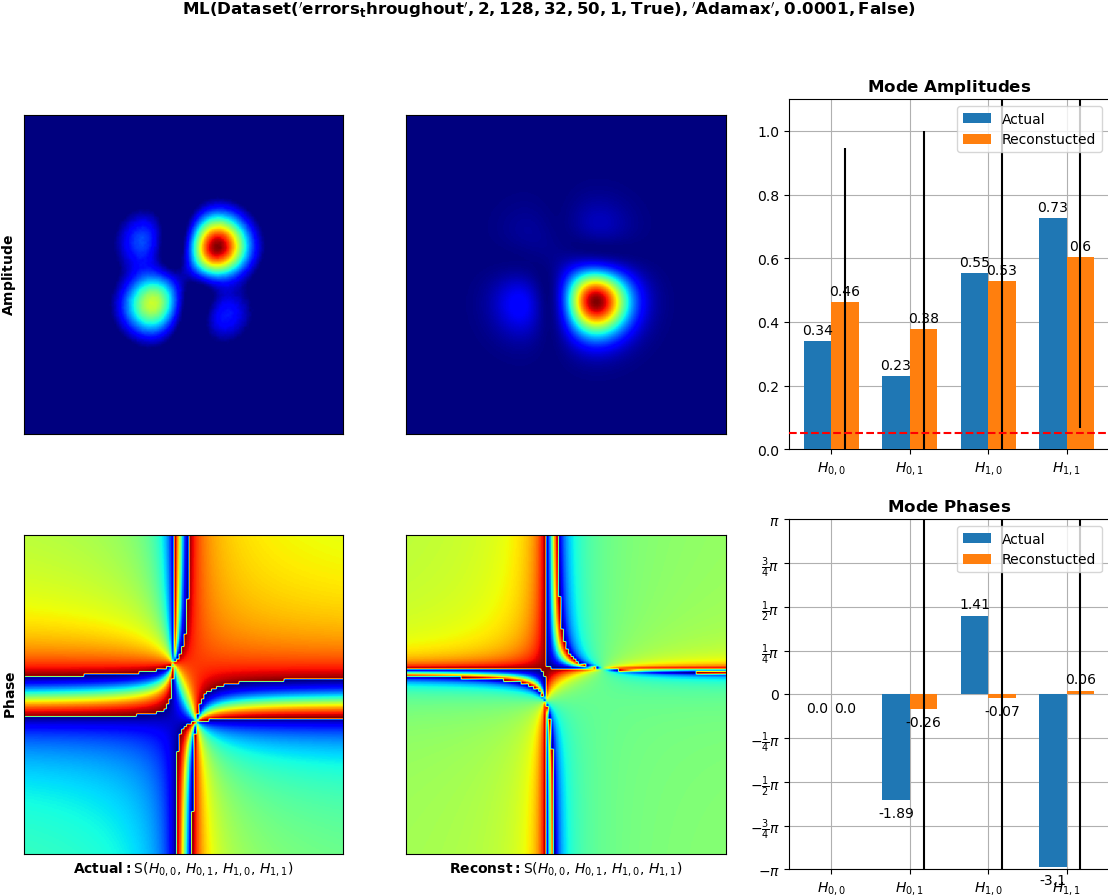 ML(Dataset('errors_throughout', 2, 128, 32, 50, 1, True), 'Adamax', 0.0001, False)
Amplitude
Mode Amplitudes
Actual
Reconstucted
1.0
0.8
0.6
0.4
0.2
0.0
0.34
0.46
0.23
0.38
0.55
0.53
0.73
0.6
H0,0
H0,1
H1,0
H1,1
Phase
Actual: S(H0,0, H0,1, H1,0, H1,1)
Reconst: S(H0,0, H0,1, H1,0, H1,1)
Mode Phases
Actual
Reconstucted
π
3/4π
1/2π
1/4π
0
−1/4π
−1/2π
−3/4π
−π
0.0
0.0
-1.89
-0.26
1.41
-0.07
-3.1
0.06
H0,0
H0,1
H1,0
H1,1